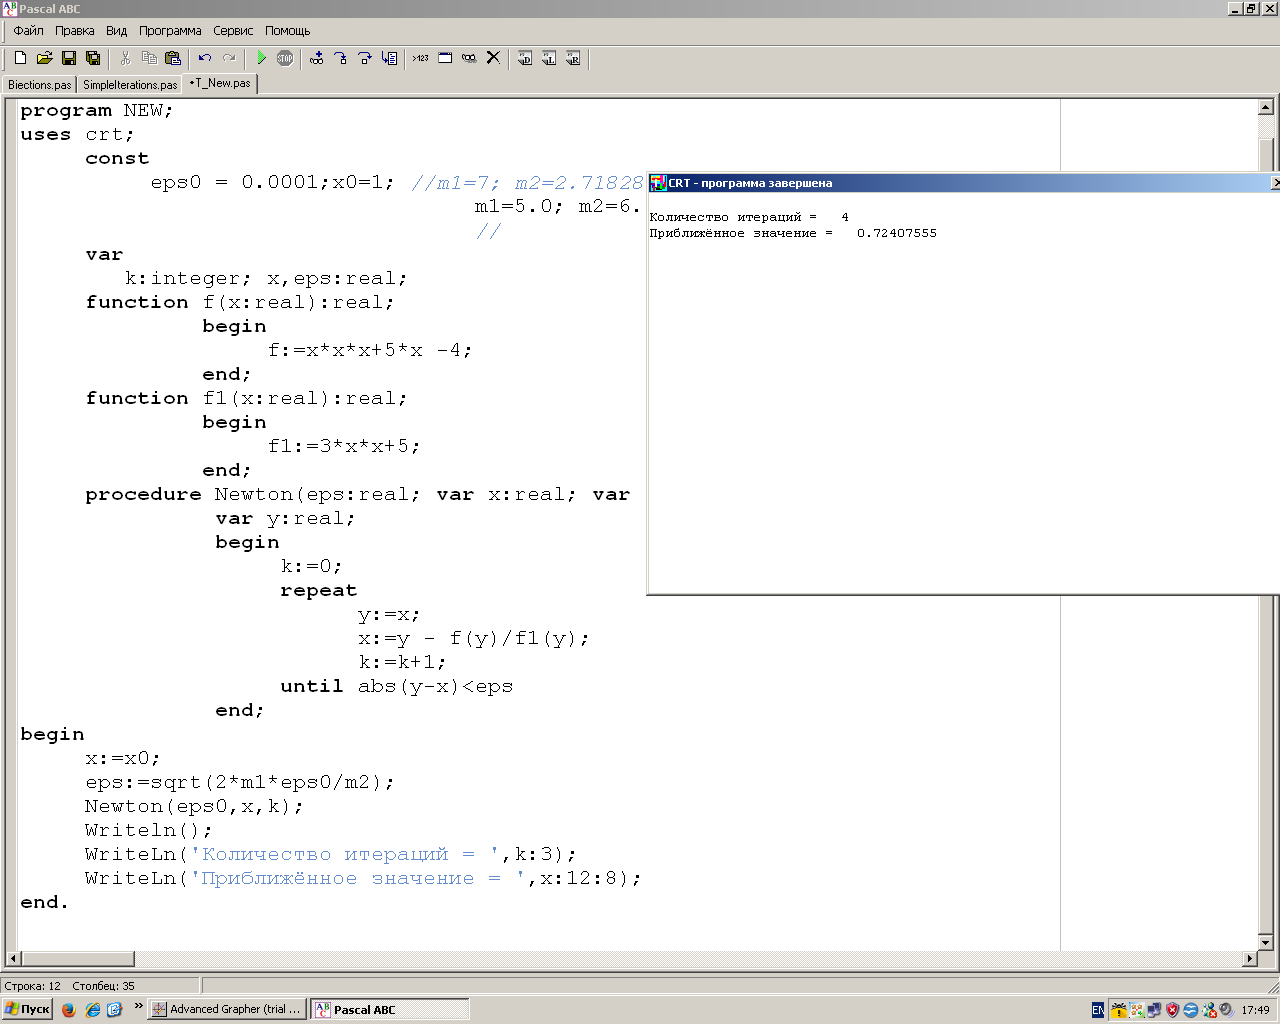 Pascal ABC
Файл Правка Вид Программа Сервис Помощь
Biections.pas SimpleIterations.pas •T_New.pas
program NEW;
uses crt;
const
eps0 = 0.0001;x0=1; //m1=7; m2=2.71828
m1=5.0; m2=6.
//
var
k:integer; x,eps:real;
function f(x:real):real;
begin
f:=x*x*x+5*x -4;
end;
function f1(x:real):real;
begin
f1:=3*x*x+5;
end;
procedure Newton(eps:real; var x:real; var
var y:real;
begin
k:=0;
repeat
y:=x;
x:=y - f(y)/f1(y);
k:=k+1;
until abs(y-x)<eps
end;
begin
x:=x0;
eps:=sqrt(2*m1*eps0/m2);
Newton(eps0,x,k);
Writeln();
WriteLn('Количество итераций = ',k:3);
WriteLn('Приближённое значение = ',x:12:8);
end.
CRT - программа завершена
Количество итераций = 4
Приближённое значение = 0.72407555
Строка: 12 Столбец: 35
Пуск » Advanced Grapher (trial ... Pascal ABC EN 17:49